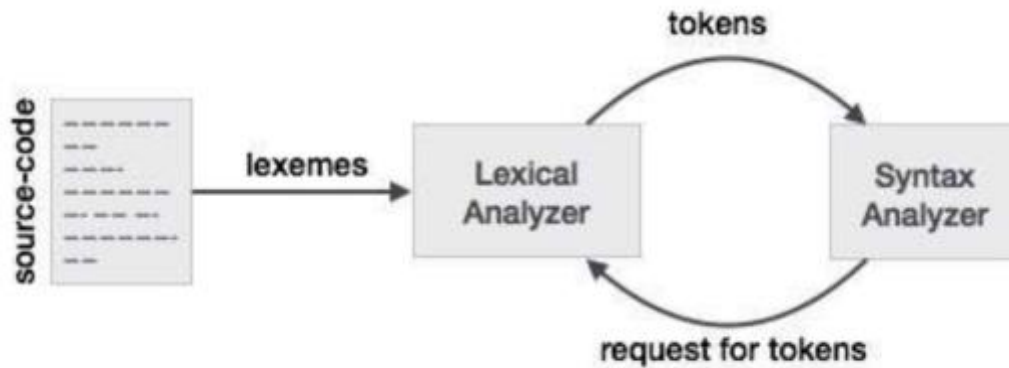 tokens
source-code
lexemes
Lexical
Analyzer
Syntax
Analyzer
request for tokens